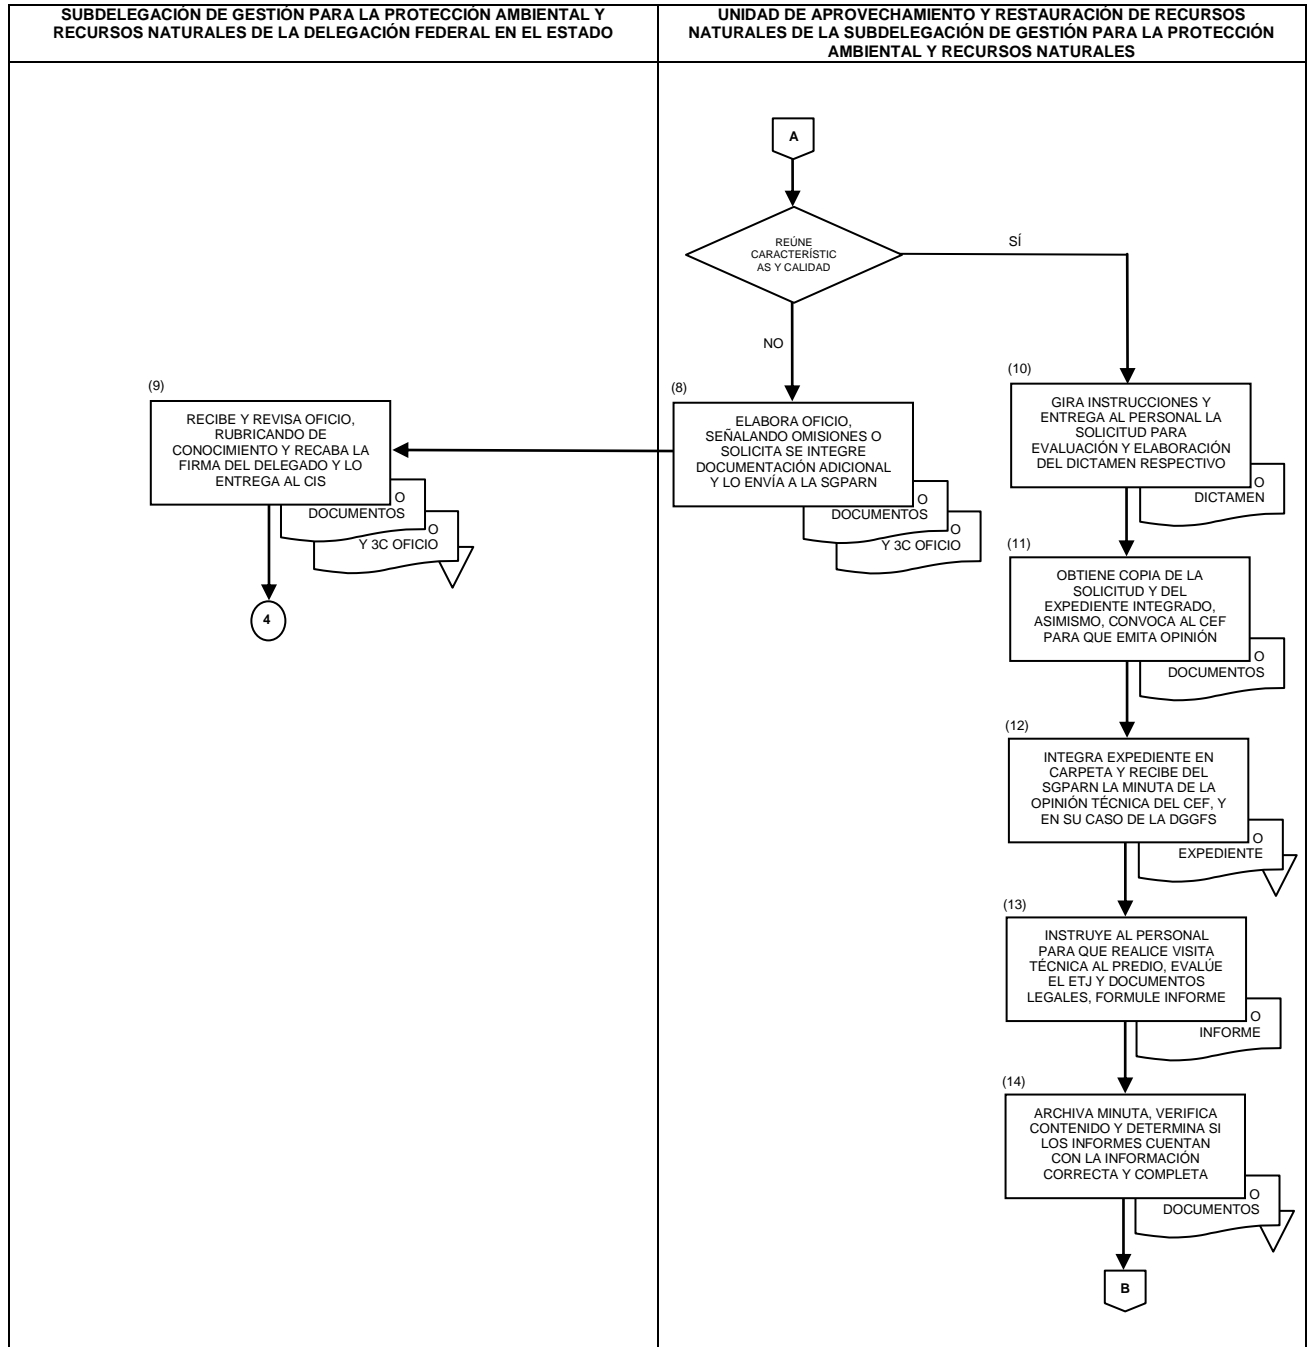 SUBDELEGACIÓN DE GESTIÓN PARA LA PROTECCIÓN AMBIENTAL Y
RECURSOS NATURALES DE LA DELEGACIÓN FEDERAL EN EL ESTADO
UNIDAD DE APROVECHAMIENTO Y RESTAURACIÓN DE RECURSOS
NATURALES DE LA SUBDELEGACIÓN DE GESTIÓN PARA LA PROTECCIÓN
AMBIENTAL Y RECURSOS NATURALES
A
REÚNE
CARACTERÍSTIC
AS Y CALIDAD
SÍ
NO
(9)
RECIBE Y REVISA OFICIO,
RUBRICANDO DE
CONOCIMIENTO Y RECABA LA
FIRMA DEL DELEGADO Y LO
ENTREGA AL CIS
O
DOCUMENTOS
O
Y 3C OFICIO
4
(8)
ELABORA OFICIO,
SEÑALANDO OMISIONES O
SOLICITA SE INTEGRE
DOCUMENTACIÓN ADICIONAL
Y LO ENVÍA A LA SGPARN
O
DOCUMENTOS
O
Y 3C OFICIO
(10)
GIRA INSTRUCCIONES Y
ENTREGA AL PERSONAL LA
SOLICITUD PARA
EVALUACIÓN Y ELABORACIÓN
DEL DICTAMEN RESPECTIVO
O
DICTAMEN
(11)
OBTIENE COPIA DE LA
SOLICITUD Y DEL
EXPEDIENTE INTEGRADO,
ASIMISMO, CONVOCA AL CEF
PARA QUE EMITA OPINIÓN
O
DOCUMENTOS
(12)
INTEGRA EXPEDIENTE EN
CARPETA Y RECIBE DEL
SGPARN LA MINUTA DE LA
OPINIÓN TÉCNICA DEL CEF, Y
EN SU CASO DE LA DGGFS
O
EXPEDIENTE
(13)
INSTRUYE AL PERSONAL
PARA QUE REALICE VISITA
TÉCNICA AL PREDIO, EVALÚE
EL ETJ Y DOCUMENTOS
LEGALES, FORMULE INFORME
O
INFORME
(14)
ARCHIVA MINUTA, VERIFICA
CONTENIDO Y DETERMINA SI
LOS INFORMES CUENTAN
CON LA INFORMACIÓN
CORRECTA Y COMPLETA
O
DOCUMENTOS
B